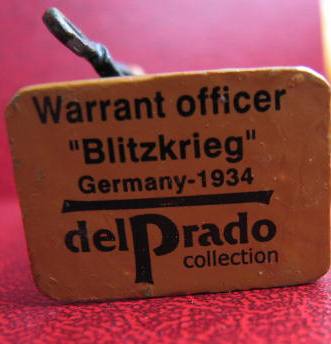 Warrant officer
"Blitzkrieg"
Germany-1934
delPrado
collection